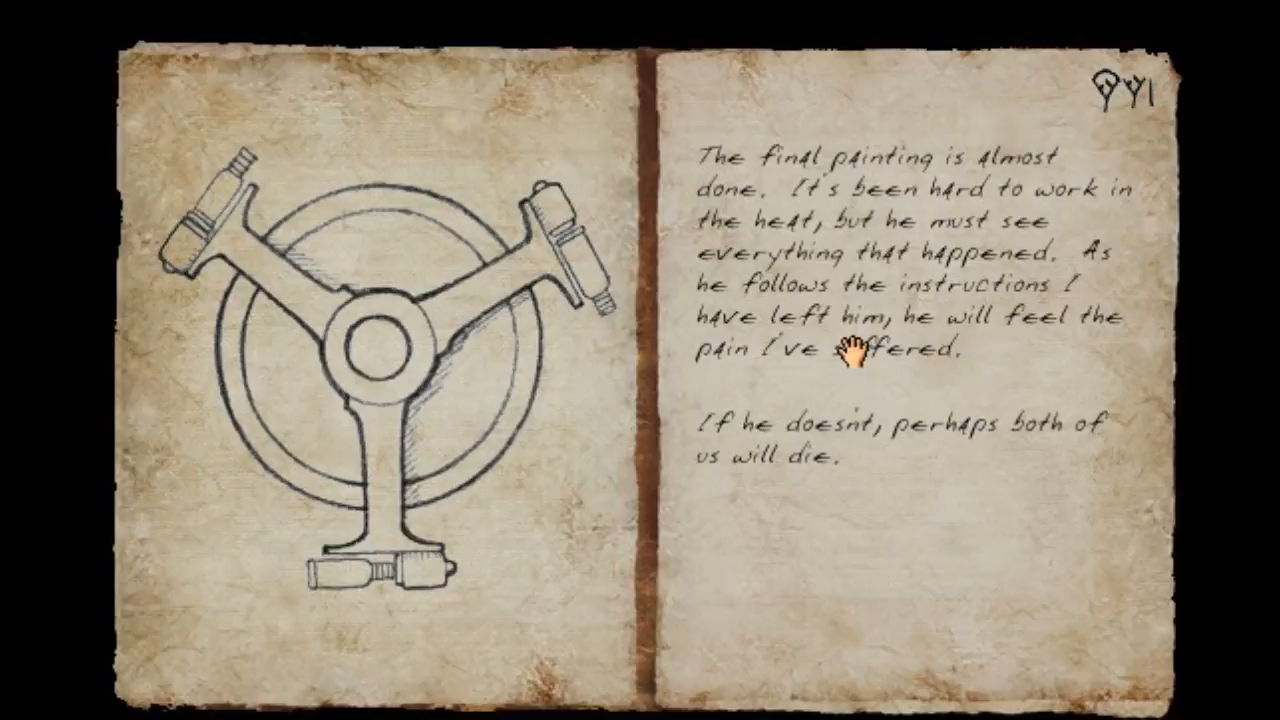 The final painting is almost
done. It's been hard to work in
the heat, but he must see
everything that happened. As
he follows the instructions I
have left him, he will feel the
pain I've suffered.
If he doesn't, perhaps both of
us will die.